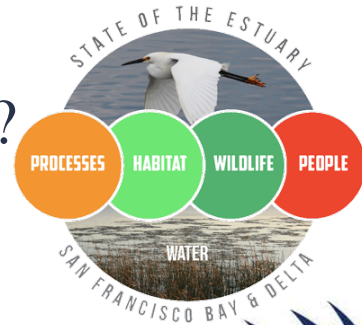 STATE OF THE ESTUARY
?
PROCESSES HABITAT WILDLIFE PEOPLE
WATER
SAN FRANCISCO BAY & DELTA